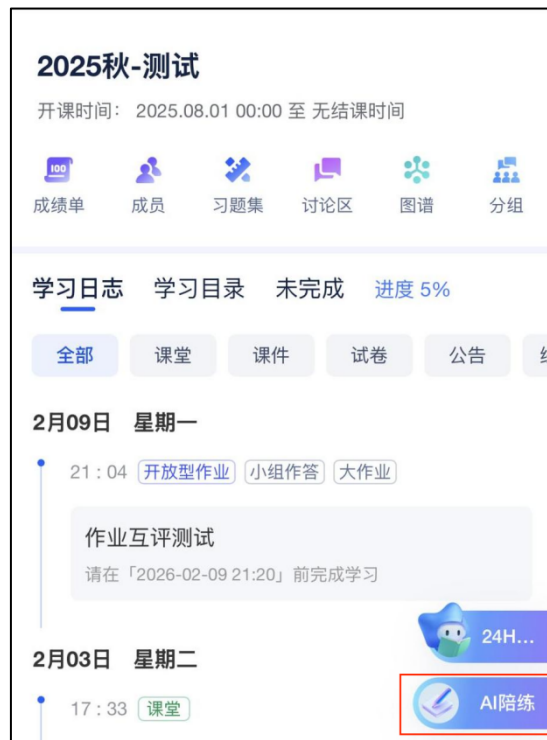 2025秋-测试
开课时间： 2025.08.01 00:00 至 无结课时间
100
成绩单 成员 习题集 讨论区 图谱 分组
学习日志 学习目录 未完成 进度 5%
全部 课堂 课件 试卷 公告
2月09日 星期一
21：04 开放型作业 小组作答 大作业
作业互评测试
请在「2026-02-09 21:20」前完成学习
24H...
2月03日 星期二
AI陪练
17：33 课堂